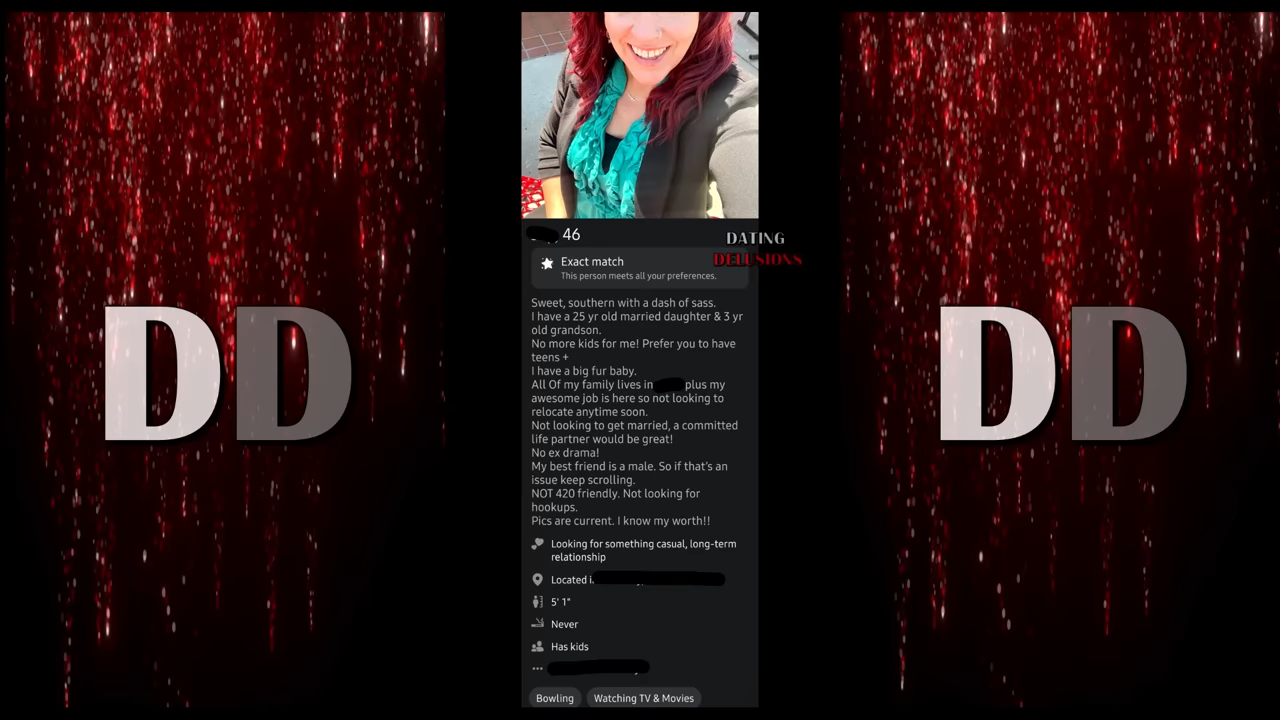 DD
46
DATING
DELUSIONS
Exact match
This person meets all your preferences.
Sweet, southern with a dash of sass.
I have a 25 yr old married daughter & 3 yr
old grandson.
No more kids for me! Prefer you to have
teens +
I have a big fur baby.
All Of my family lives in plus my
awesome job is here so not looking to
relocate anytime soon.
Not looking to get married, a committed
life partner would be great!
No ex drama!
My best friend is a male. So if that's an
issue keep scrolling.
NOT 420 friendly. Not looking for
hookups.
Pics are current. I know my worth!!
Looking for something casual, long-term
relationship
Located
5' 1"
Never
Has kids
Bowling
Watching TV & Movies
DD